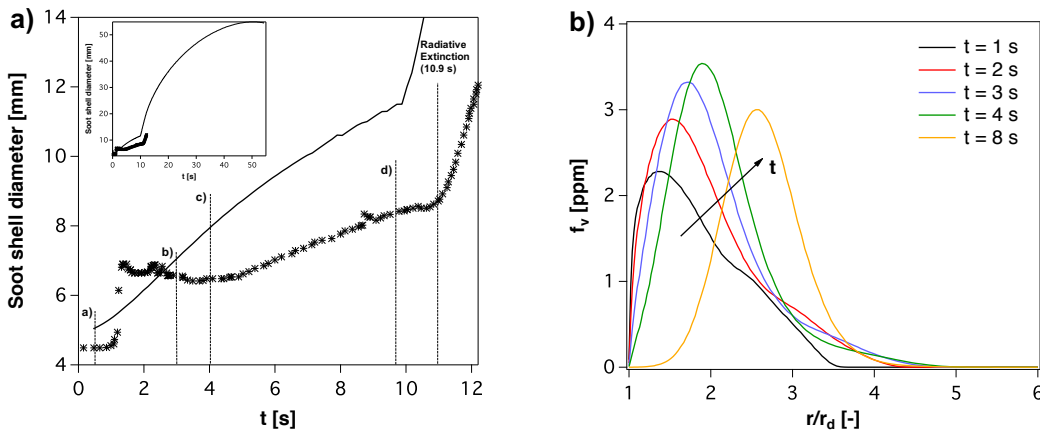 a)
Soot shell diameter [mm]
14
12
10
8
6
4
0
2
4
6
8
10
12
t [s]
Soot shell diameter [mm]
50
40
30
20
10
0
10
20
30
40
50
t [s]
Radiative
Extinction
(10.9 s)
a)
b)
c)
d)
b)
f_v [ppm]
4
3
2
1
0
1
2
3
4
5
6
r/r_d [-]
t = 1 s
t = 2 s
t = 3 s
t = 4 s
t = 8 s
t